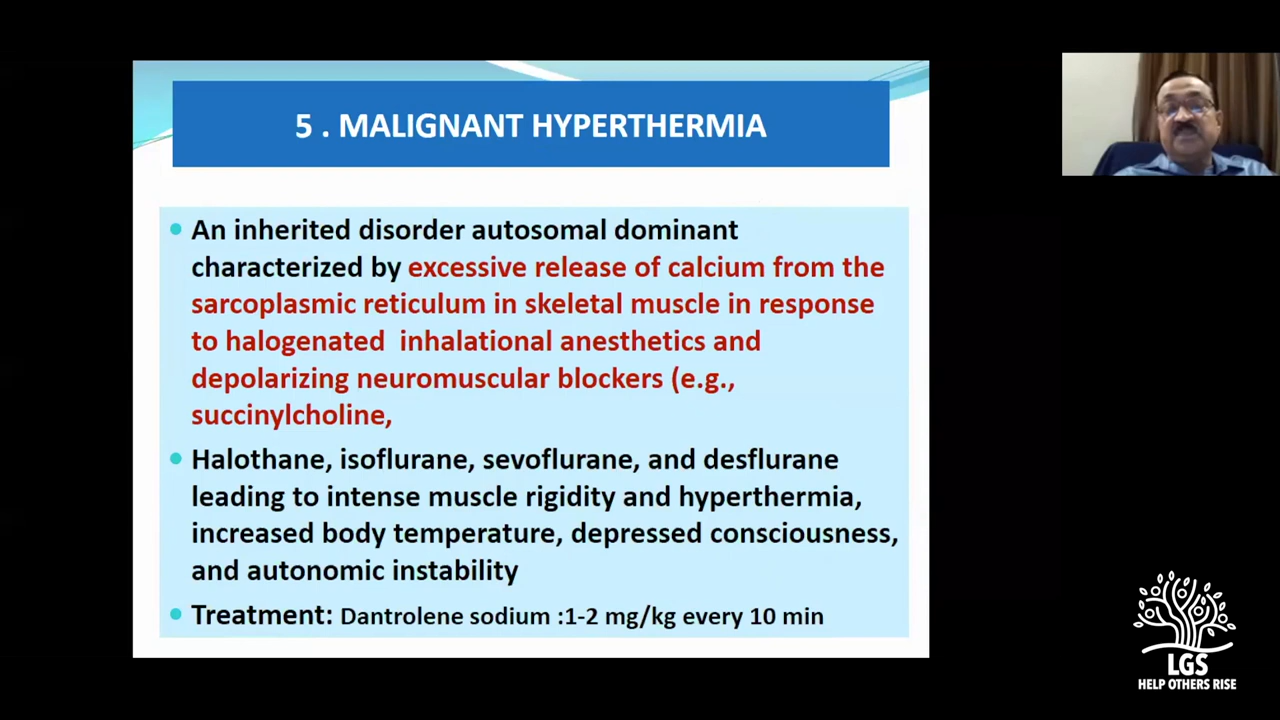 5 . MALIGNANT HYPERTHERMIA
• An inherited disorder autosomal dominant
characterized by excessive release of calcium from the
sarcoplasmic reticulum in skeletal muscle in response
to halogenated  inhalational anesthetics and
depolarizing neuromuscular blockers (e.g.,
succinylcholine,
• Halothane, isoflurane, sevoflurane, and desflurane
leading to intense muscle rigidity and hyperthermia,
increased body temperature, depressed consciousness,
and autonomic instability
• Treatment: Dantrolene sodium :1-2 mg/kg every 10 min
LGS
HELP OTHERS RISE